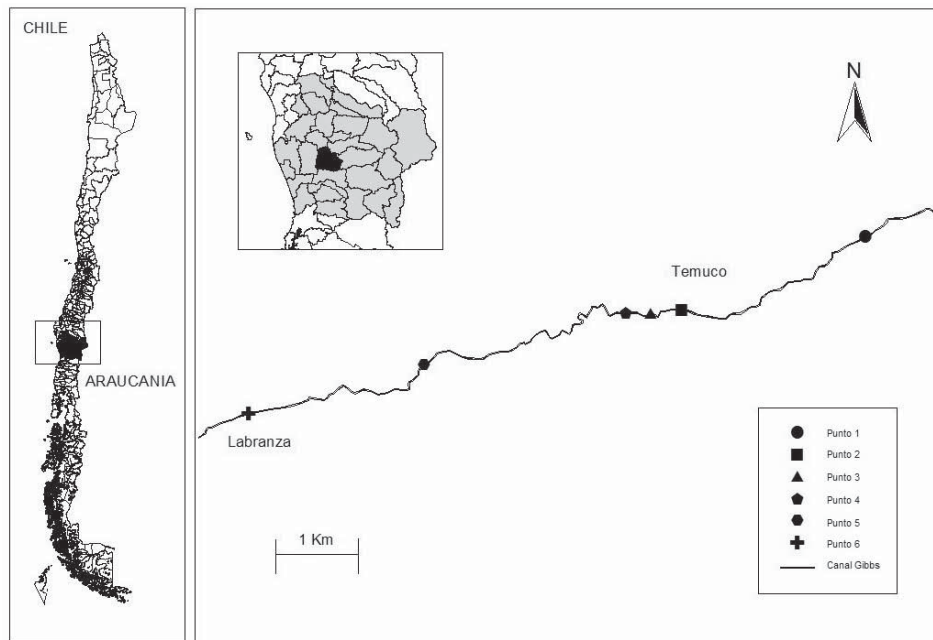 CHILE
ARAUCANIA
N
Temuco
Labranza
1 Km
Punto 1
Punto 2
Punto 3
Punto 4
Punto 5
Punto 6
Canal Gibbs